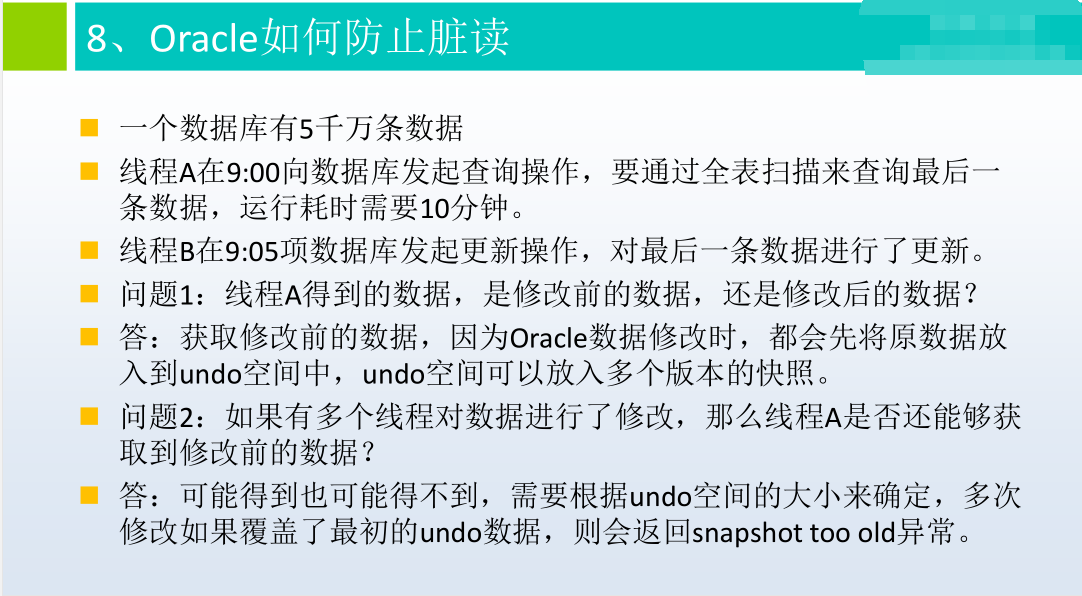 8、Oracle如何防止脏读
一个数据库有5千万条数据
线程A在9:00向数据库发起查询操作，要通过全表扫描来查询最后一
条数据，运行耗时需要10分钟。
线程B在9:05项数据库发起更新操作，对最后一条数据进行了更新。
问题1：线程A得到的数据，是修改前的数据，还是修改后的数据？
答：获取修改前的数据，因为Oracle数据修改时，都会先将原数据放
入到undo空间中，undo空间可以放入多个版本的快照。
问题2：如果有多个线程对数据进行了修改，那么线程A是否还能够获
取到修改前的数据？
答：可能得到也可能得不到，需要根据undo空间的大小来确定，多次
修改如果覆盖了最初的undo数据，则会返回snapshot too old异常。